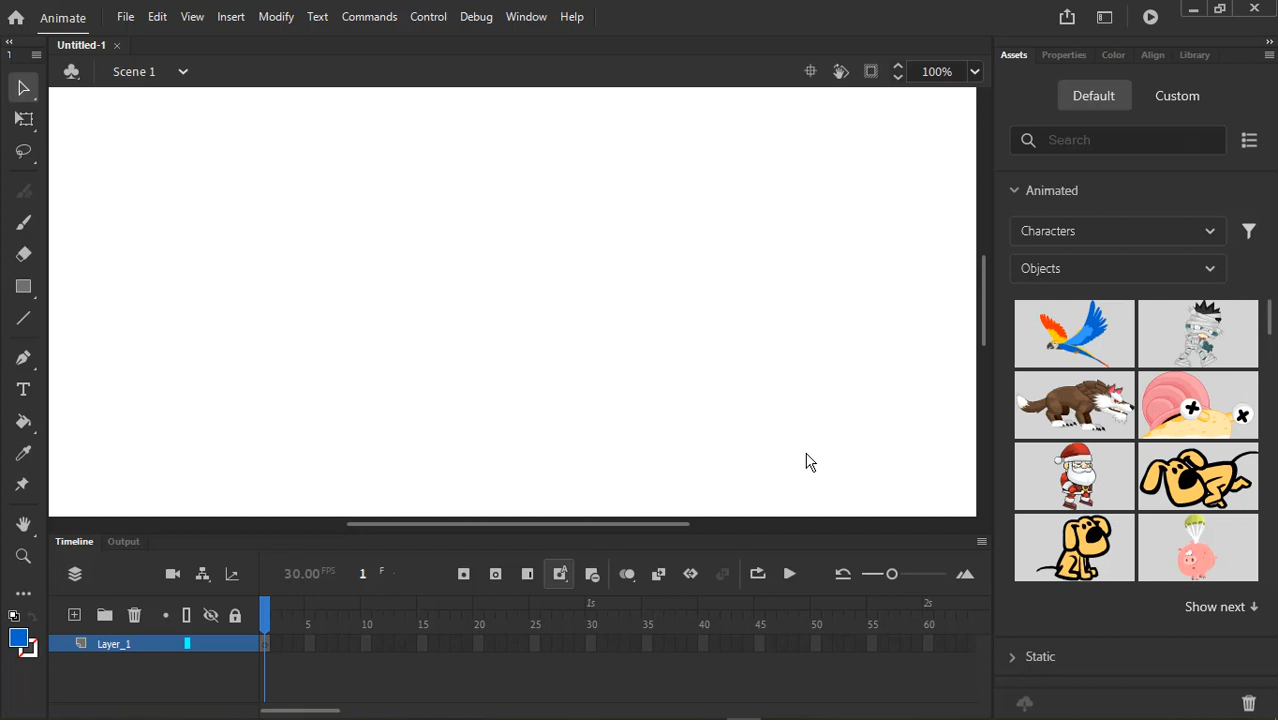 Animate File Edit View Insert Modify Text Commands Control Debug Window Help
Untitled-1
1
Scene 1
100%
Assets Properties Color Align Library
Default Custom
Search
Animated
Characters
Objects
Show next
Static
Timeline Output
30.00 FPS 1 F
1s 2s
5 10 15 20 25 30 35 40 45 50 55 60
Layer_1